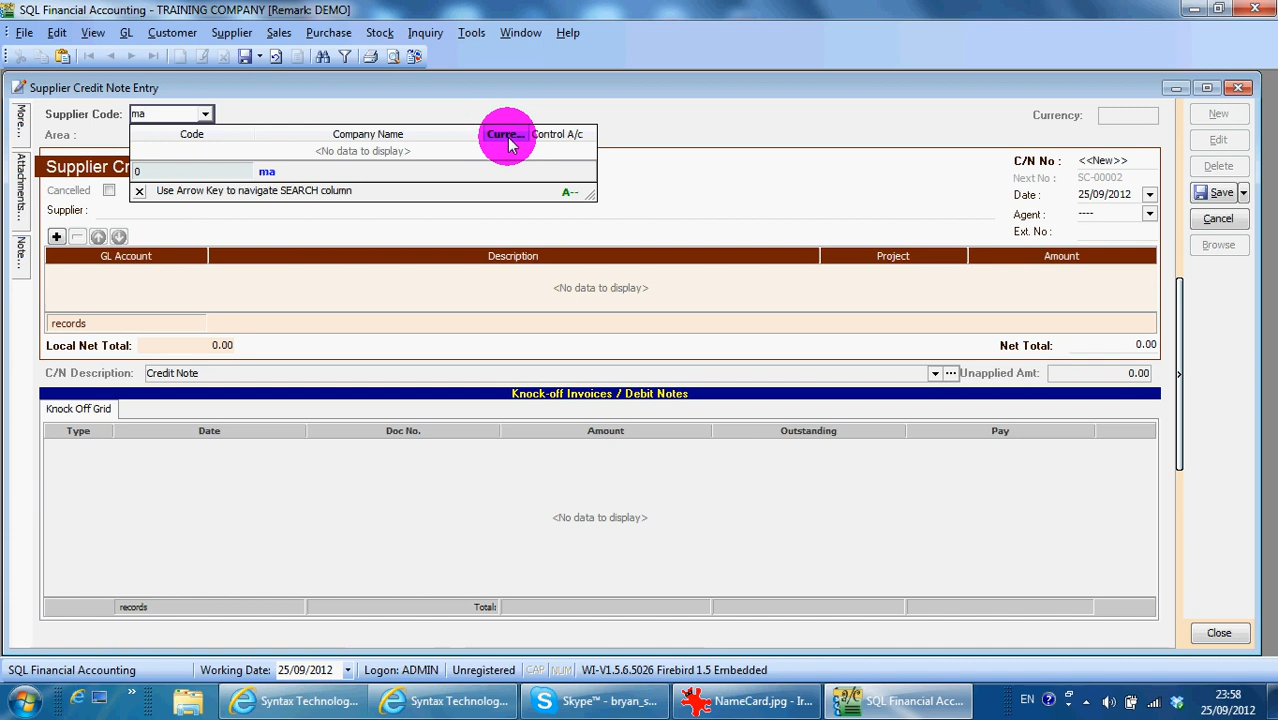 SQL Financial Accounting - TRAINING COMPANY [Remark: DEMO]
File Edit View GL Customer Supplier Sales Purchase Stock Inquiry Tools Window Help
Supplier Credit Note Entry
More...
Attachments...
Note...
Supplier Code: ma
Currency:
Area :
Code Company Name Curre... Control A/c
<No data to display>
0 ma
Use Arrow Key to navigate SEARCH column A--
Supplier Cr
C/N No : <<New>>
Cancelled
Next No : SC-00002
Date : 25/09/2012
Supplier :
Agent : ----
Ext. No :
GL Account Description Project Amount
<No data to display>
records
Local Net Total: 0.00
Net Total: 0.00
C/N Description: Credit Note
Unapplied Amt: 0.00
Knock-off Invoices / Debit Notes
Knock Off Grid
Type Date Doc No. Amount Outstanding Pay
<No data to display>
records Total:
New
Edit
Delete
Save
Cancel
Browse
Close
SQL Financial Accounting Working Date: 25/09/2012 Logon: ADMIN Unregistered CAP NUM WI-V1.5.6.5026 Firebird 1.5 Embedded
Syntax Technolog... Syntax Technolog... Skype™ - bryan_s... NameCard.jpg - Ir... SQL Financial Acc... EN 23:58
25/09/2012